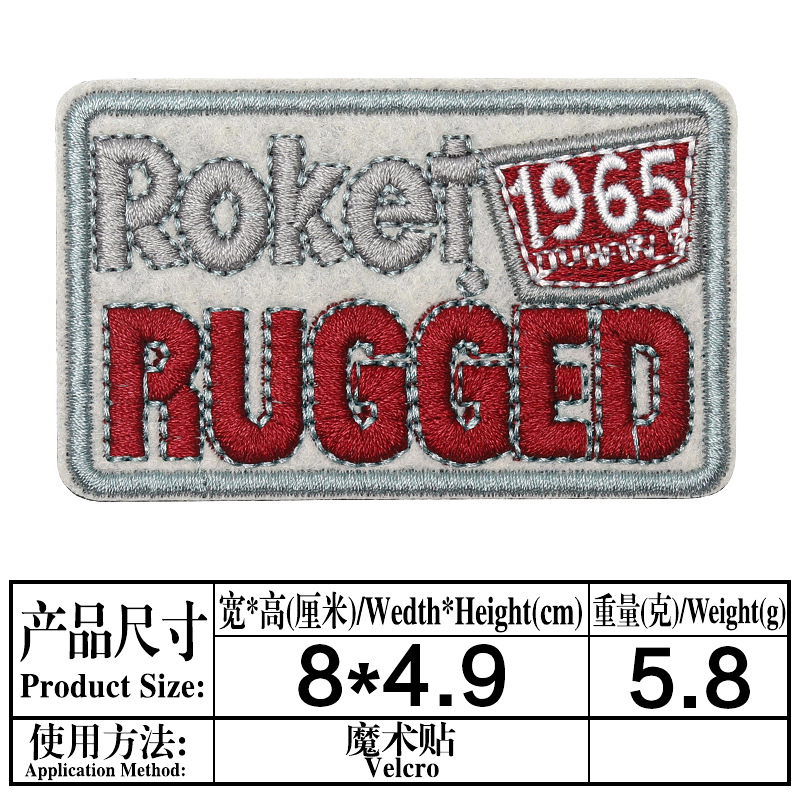 Roket
1965
RUGGED
产品尺寸
Product Size:
宽*高(厘米)/Wedth*Height(cm)
8*4.9
重量(克)/Weight(g)
5.8
使用方法:
Application Method:
魔术贴
Velcro